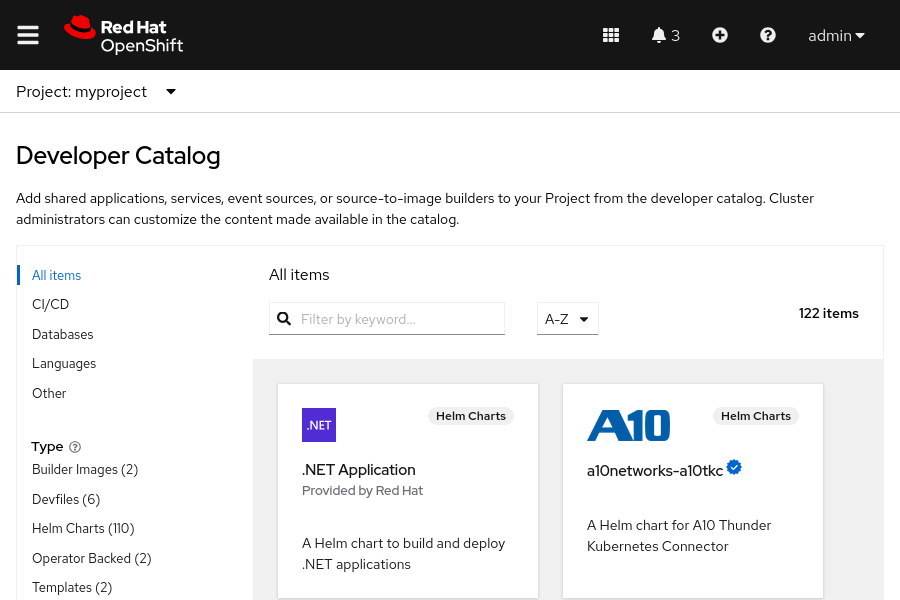 Red Hat
OpenShift
3
admin
Project: myproject
Developer Catalog
Add shared applications, services, event sources, or source-to-image builders to your Project from the developer catalog. Cluster
administrators can customize the content made available in the catalog.
All items
CI/CD
Databases
Languages
Other
Type
Builder Images (2)
Devfiles (6)
Helm Charts (110)
Operator Backed (2)
Templates (2)
All items
Filter by keyword...
A-Z
122 items
.NET
Helm Charts
.NET Application
Provided by Red Hat
A Helm chart to build and deploy
.NET applications
A10
Helm Charts
a10networks-a10tkc
A Helm chart for A10 Thunder
Kubernetes Connector